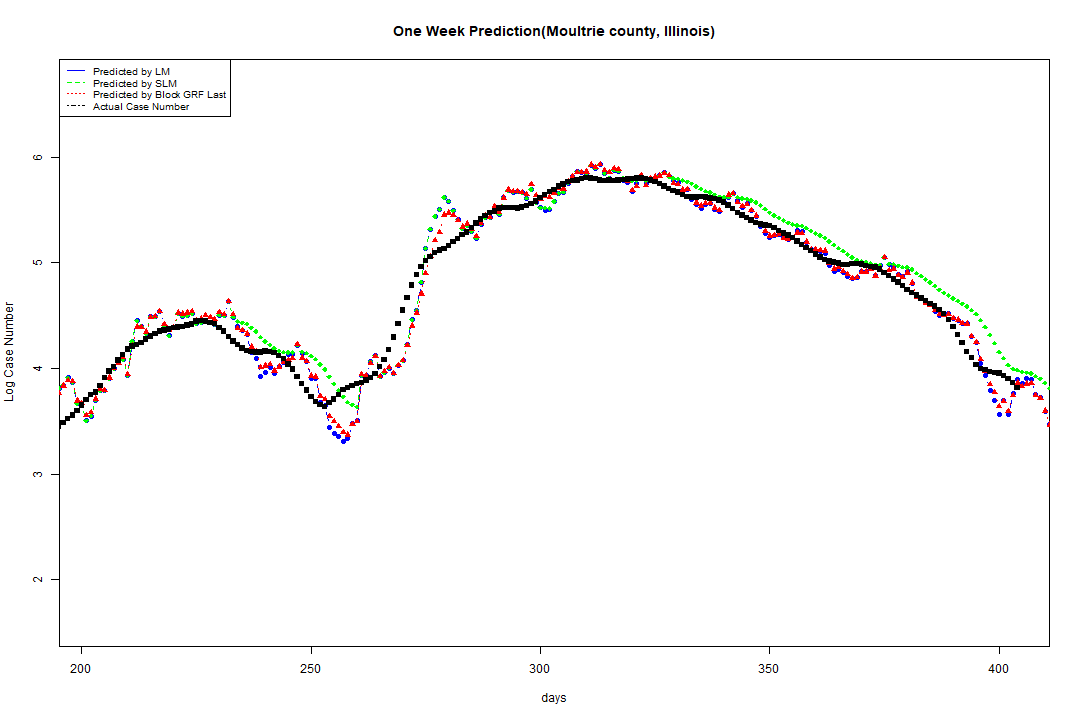 One Week Prediction(Moultrie county, Illinois)
Predicted by LM
Predicted by SLM
Predicted by Block GRF Last
Actual Case Number
6
5
4
3
2
Log Case Number
200 250 300 350 400
days